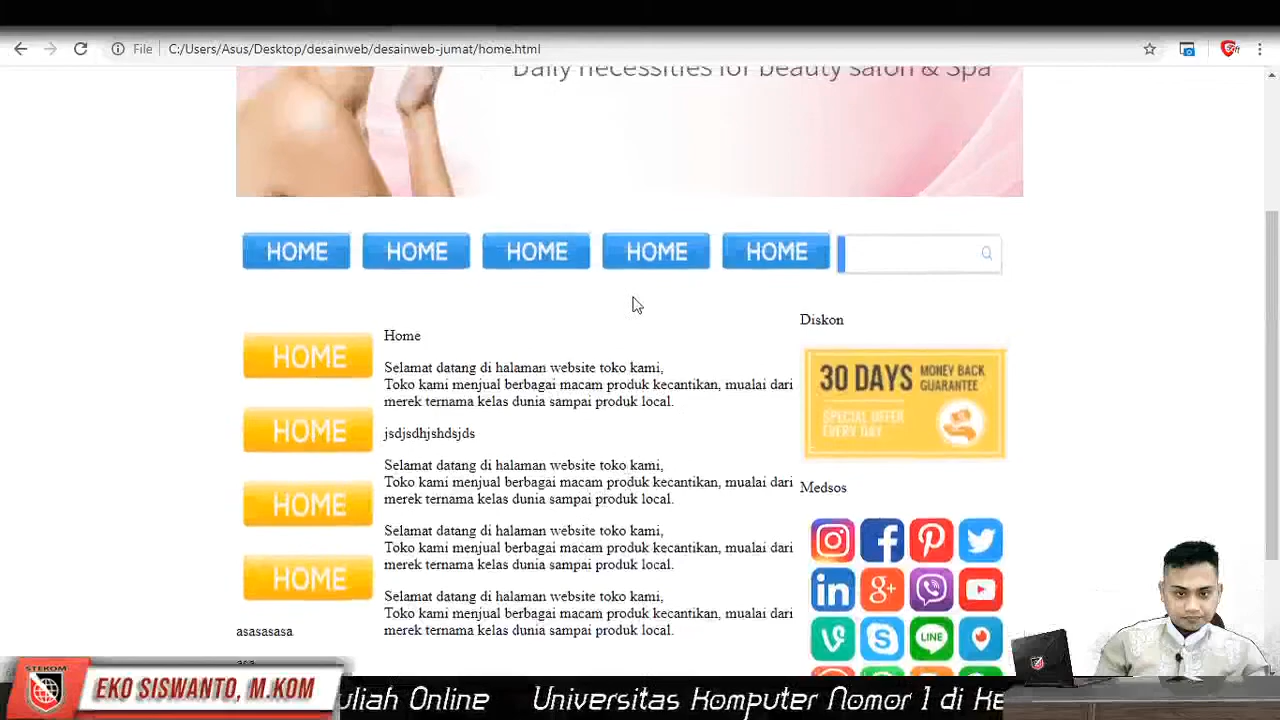 File
C:/Users/Asus/Desktop/desainweb/desainweb-jumat/home.html
Daily necessities for beauty salon & Spa
HOME HOME HOME HOME HOME
HOME
HOME
HOME
HOME
asasasasa
Home
Selamat datang di halaman website toko kami,
Toko kami menjual berbagai macam produk kecantikan, mualai dari
merek ternama kelas dunia sampai produk local.
jsdjsdhjshdsjds
Selamat datang di halaman website toko kami,
Toko kami menjual berbagai macam produk kecantikan, mualai dari
merek ternama kelas dunia sampai produk local.
Selamat datang di halaman website toko kami,
Toko kami menjual berbagai macam produk kecantikan, mualai dari
merek ternama kelas dunia sampai produk local.
Selamat datang di halaman website toko kami,
Toko kami menjual berbagai macam produk kecantikan, mualai dari
merek ternama kelas dunia sampai produk local.
Diskon
30 DAYS MONEY BACK
GUARANTEE
SPECIAL OFFER
EVERY DAY
Medsos
in
G+
LINE
STEKOM
EKO SISWANTO, M.KOM
uliah Online Universitas Komputer Nomor 1 di Ke